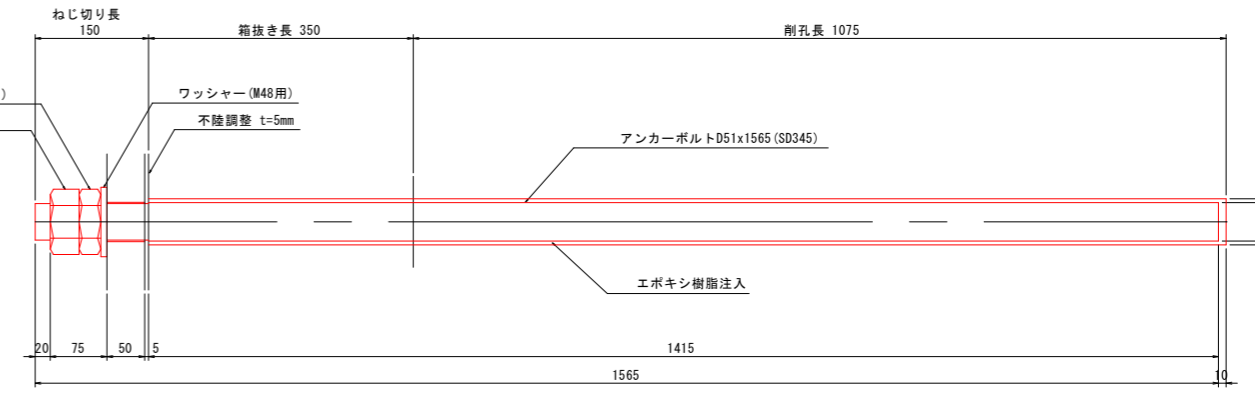 ねじ切り長
150
箱抜き長 350
削孔長 1075
)
ワッシャー(M48用)
不陸調整 t=5mm
アンカーボルトD51x1565(SD345)
エポキシ樹脂注入
20 75 50 5 1415
1565 10